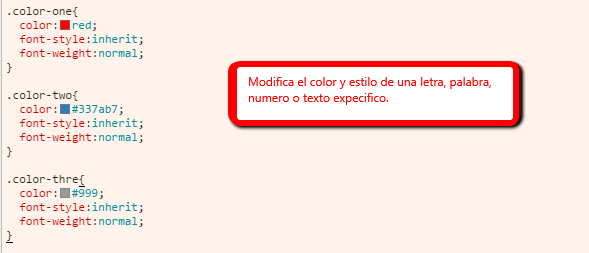 .color-one{
color:red;
font-style:inherit;
font-weight:normal;
}
Modifica el color y estilo de una letra, palabra,
numero o texto expecifico.
.color-two{
color:#337ab7;
font-style:inherit;
font-weight:normal;
}
.color-thre{
color:#999;
font-style:inherit;
font-weight:normal;
}